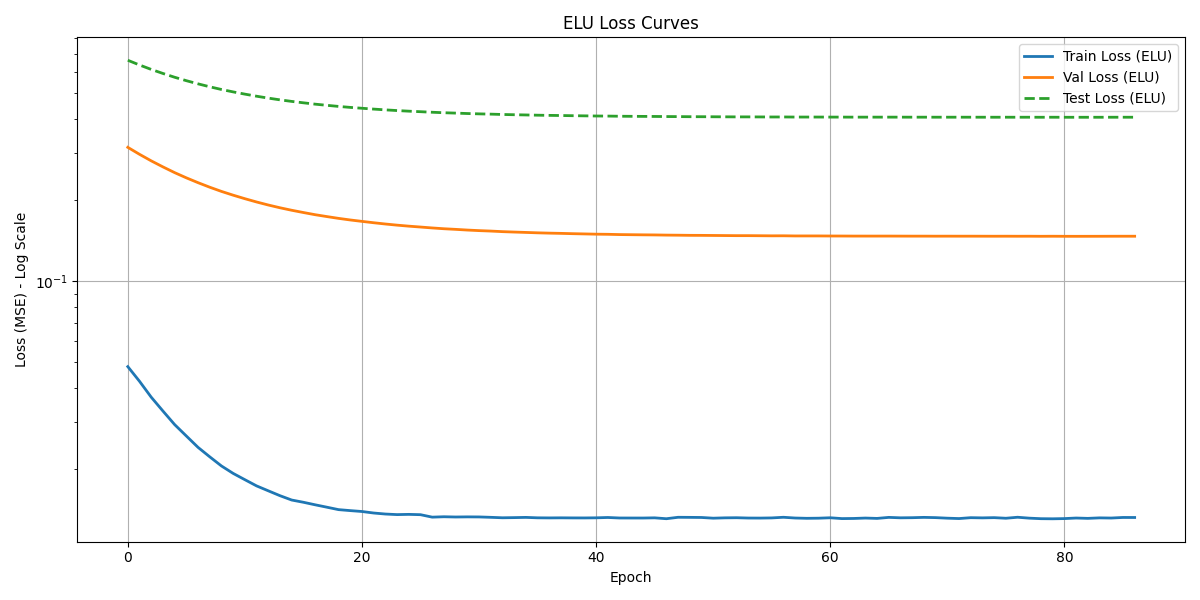 ELU Loss Curves
Train Loss (ELU)
Val Loss (ELU)
Test Loss (ELU)
Loss (MSE) - Log Scale
10⁻¹
0 20 40 60 80
Epoch